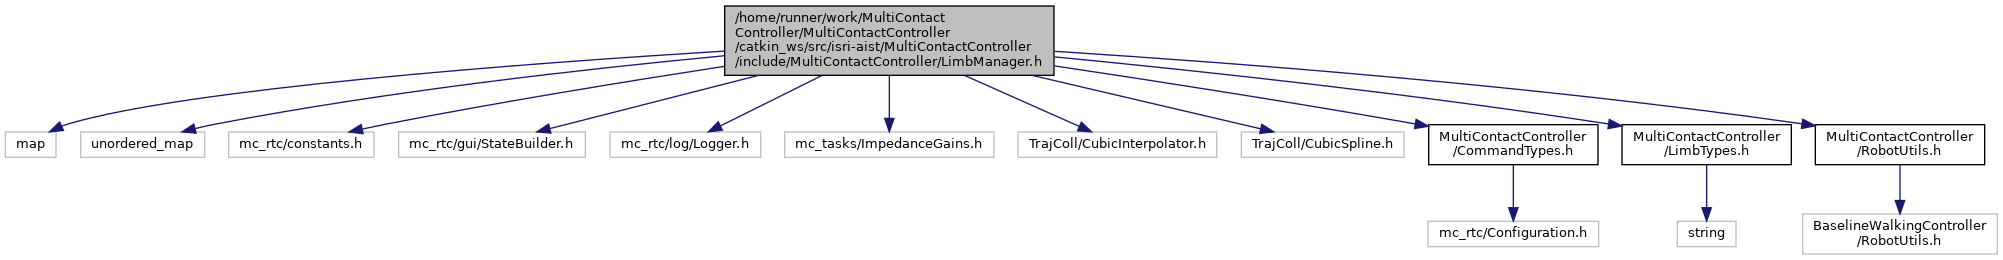 /home/runner/work/MultiContact
Controller/MultiContactController
/catkin_ws/src/isri-aist/MultiContactController
/include/MultiContactController/LimbManager.h
map
unordered_map
mc_rtc/constants.h
mc_rtc/gui/StateBuilder.h
mc_rtc/log/Logger.h
mc_tasks/ImpedanceGains.h
TrajColl/CubicInterpolator.h
TrajColl/CubicSpline.h
MultiContactController
/CommandTypes.h
MultiContactController
/LimbTypes.h
MultiContactController
/RobotUtils.h
mc_rtc/Configuration.h
string
BaselineWalkingController
/RobotUtils.h